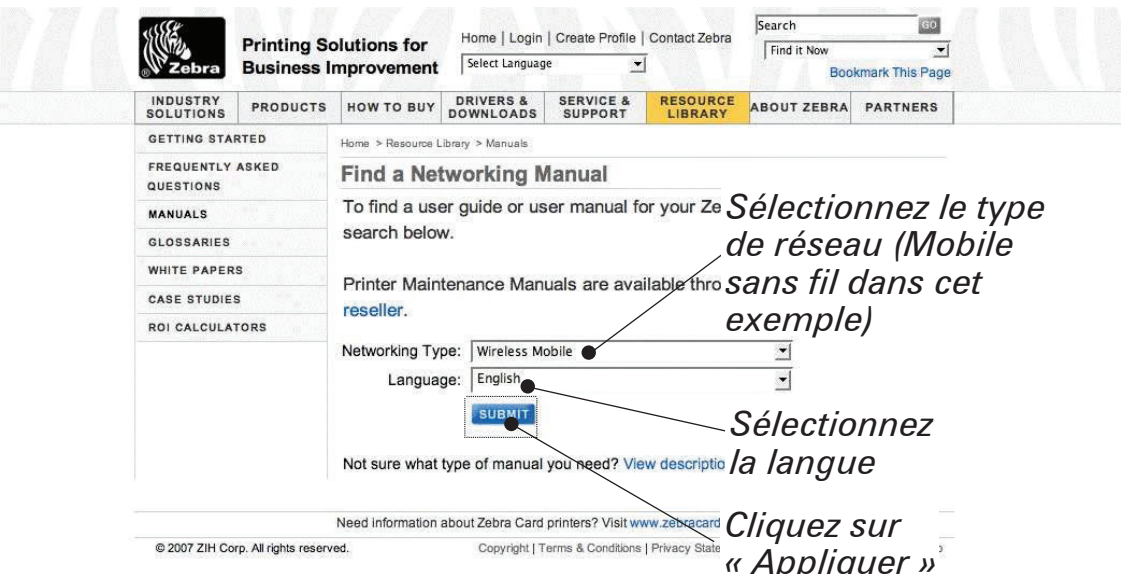 Zebra
Printing Solutions for
Business Improvement
Home | Login | Create Profile | Contact Zebra
Select Language
Search
GO
Find it Now
Bookmark This Page
INDUSTRY SOLUTIONS
PRODUCTS
HOW TO BUY
DRIVERS & DOWNLOADS
SERVICE & SUPPORT
RESOURCE LIBRARY
ABOUT ZEBRA
PARTNERS
GETTING STARTED
FREQUENTLY ASKED
QUESTIONS
MANUALS
GLOSSARIES
WHITE PAPERS
CASE STUDIES
ROI CALCULATORS
Home > Resource Library > Manuals
Find a Networking Manual
To find a user guide or user manual for your Ze
search below.
Printer Maintenance Manuals are available thro
reseller.
Networking Type: Wireless Mobile
Language: English
SUBMIT
Not sure what type of manual you need? View descriptio
Sélectionnez le type
de réseau (Mobile
sans fil dans cet
exemple)
Sélectionnez
la langue
Cliquez sur
« Appliquer »
Need information about Zebra Card printers? Visit www.zebracard
© 2007 ZIH Corp. All rights reserved.
Copyright | Terms & Conditions | Privacy State